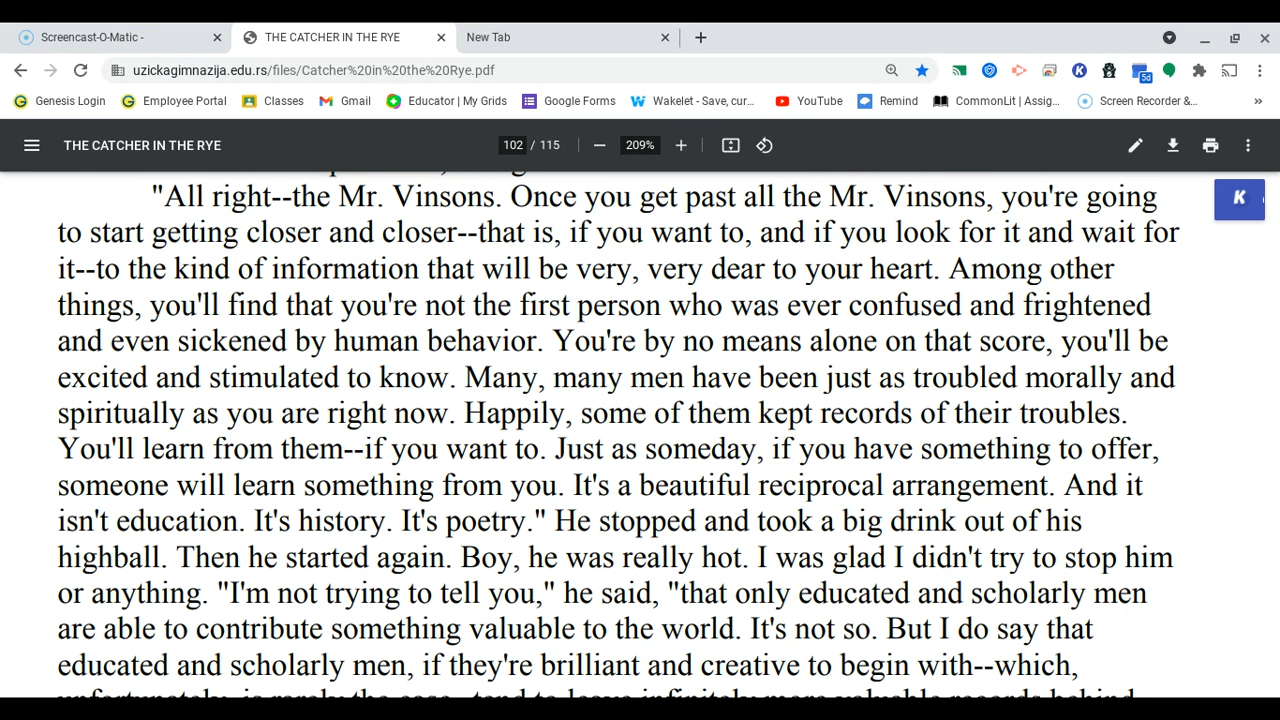 Screencast-O-Matic -
THE CATCHER IN THE RYE
New Tab
uzickagimnazija.edu.rs/files/Catcher%20in%20the%20Rye.pdf
5d
Genesis Login
Employee Portal
Classes
Gmail
Educator | My Grids
Google Forms
Wakelet - Save, cur...
YouTube
Remind
CommonLit | Assig...
Screen Recorder &...
»
THE CATCHER IN THE RYE
102 / 115
209%
"All right--the Mr. Vinsons. Once you get past all the Mr. Vinsons, you're going
K
to start getting closer and closer--that is, if you want to, and if you look for it and wait for
it--to the kind of information that will be very, very dear to your heart. Among other
things, you'll find that you're not the first person who was ever confused and frightened
and even sickened by human behavior. You're by no means alone on that score, you'll be
excited and stimulated to know. Many, many men have been just as troubled morally and
spiritually as you are right now. Happily, some of them kept records of their troubles.
You'll learn from them--if you want to. Just as someday, if you have something to offer,
someone will learn something from you. It's a beautiful reciprocal arrangement. And it
isn't education. It's history. It's poetry." He stopped and took a big drink out of his
highball. Then he started again. Boy, he was really hot. I was glad I didn't try to stop him
or anything. "I'm not trying to tell you," he said, "that only educated and scholarly men
are able to contribute something valuable to the world. It's not so. But I do say that
educated and scholarly men, if they're brilliant and creative to begin with--which,
unfortunately, is rarely the case--tend to leave infinitely more valuable records behind